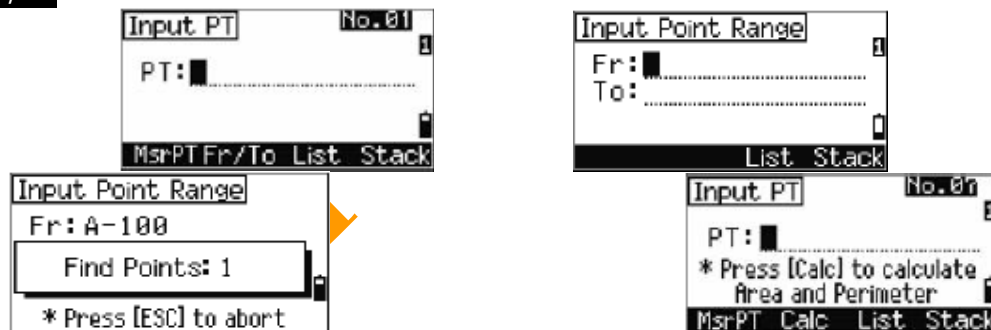 Input PT No.01
1
PT:
MsrPT Fr/To List Stack
Input Point Range
1
Fr:
To:
List Stack
Input Point Range
Fr: A-100
Find Points: 1
* Press [ESC] to abort
Input PT
PT:
* Press [Calc] to calculate
Area and Perimeter
MsrPT Calc List Stack